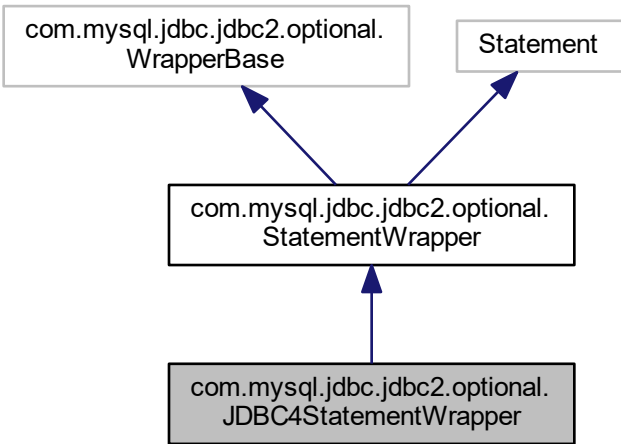 com.mysql.jdbc.jdbc2.optional.
WrapperBase
Statement
com.mysql.jdbc.jdbc2.optional.
StatementWrapper
com.mysql.jdbc.jdbc2.optional.
JDBC4StatementWrapper